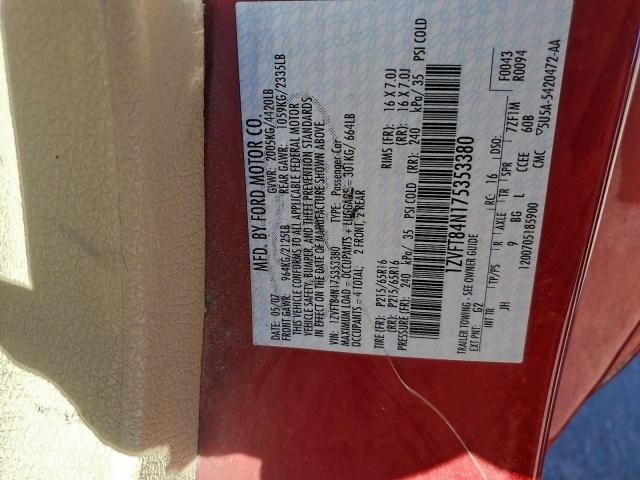 MFD. BY FORD MOTOR CO.
DATE: 05/07 GVWR: 2005KG/4420LB
FRONT GAWR: 964KG/2125LB REAR GAWR: 1059KG/2335LB
THIS VEHICLE CONFORMS TO ALL APPLICABLE FEDERAL MOTOR
VEHICLE SAFETY, BUMPER, AND THEFT PREVENTION STANDARDS
IN EFFECT ON THE DATE OF MANUFACTURE SHOWN ABOVE.
VIN: 1ZVFT84N175353380 TYPE: Passenger Car
MAXIMUM LOAD = OCCUPANTS + LUGGAGE = 301KG/ 664LB
OCCUPANTS = 4 TOTAL; 2 FRONT, 2 REAR
TIRE (FR): P215/65R16 RIMS (FR): 16 X 7.0J
(RR): P215/65R16 (RR): 16 X 7.0J
PRESSURE (FR): 240 kPa/ 35 PSI COLD (RR): 240 kPa/ 35 PSI COLD
1ZVFT84N175353380
TRAILER TOWING - SEE OWNER GUIDE
EXT PNT: G2 RC: 16 DSO: F0043
R0094
INT TR TP/PS R AXLE TR SPR 7ZF1M
JH 9 BG L CCEE 60B
1200705185900 CMC 5U5A-5420472-AA